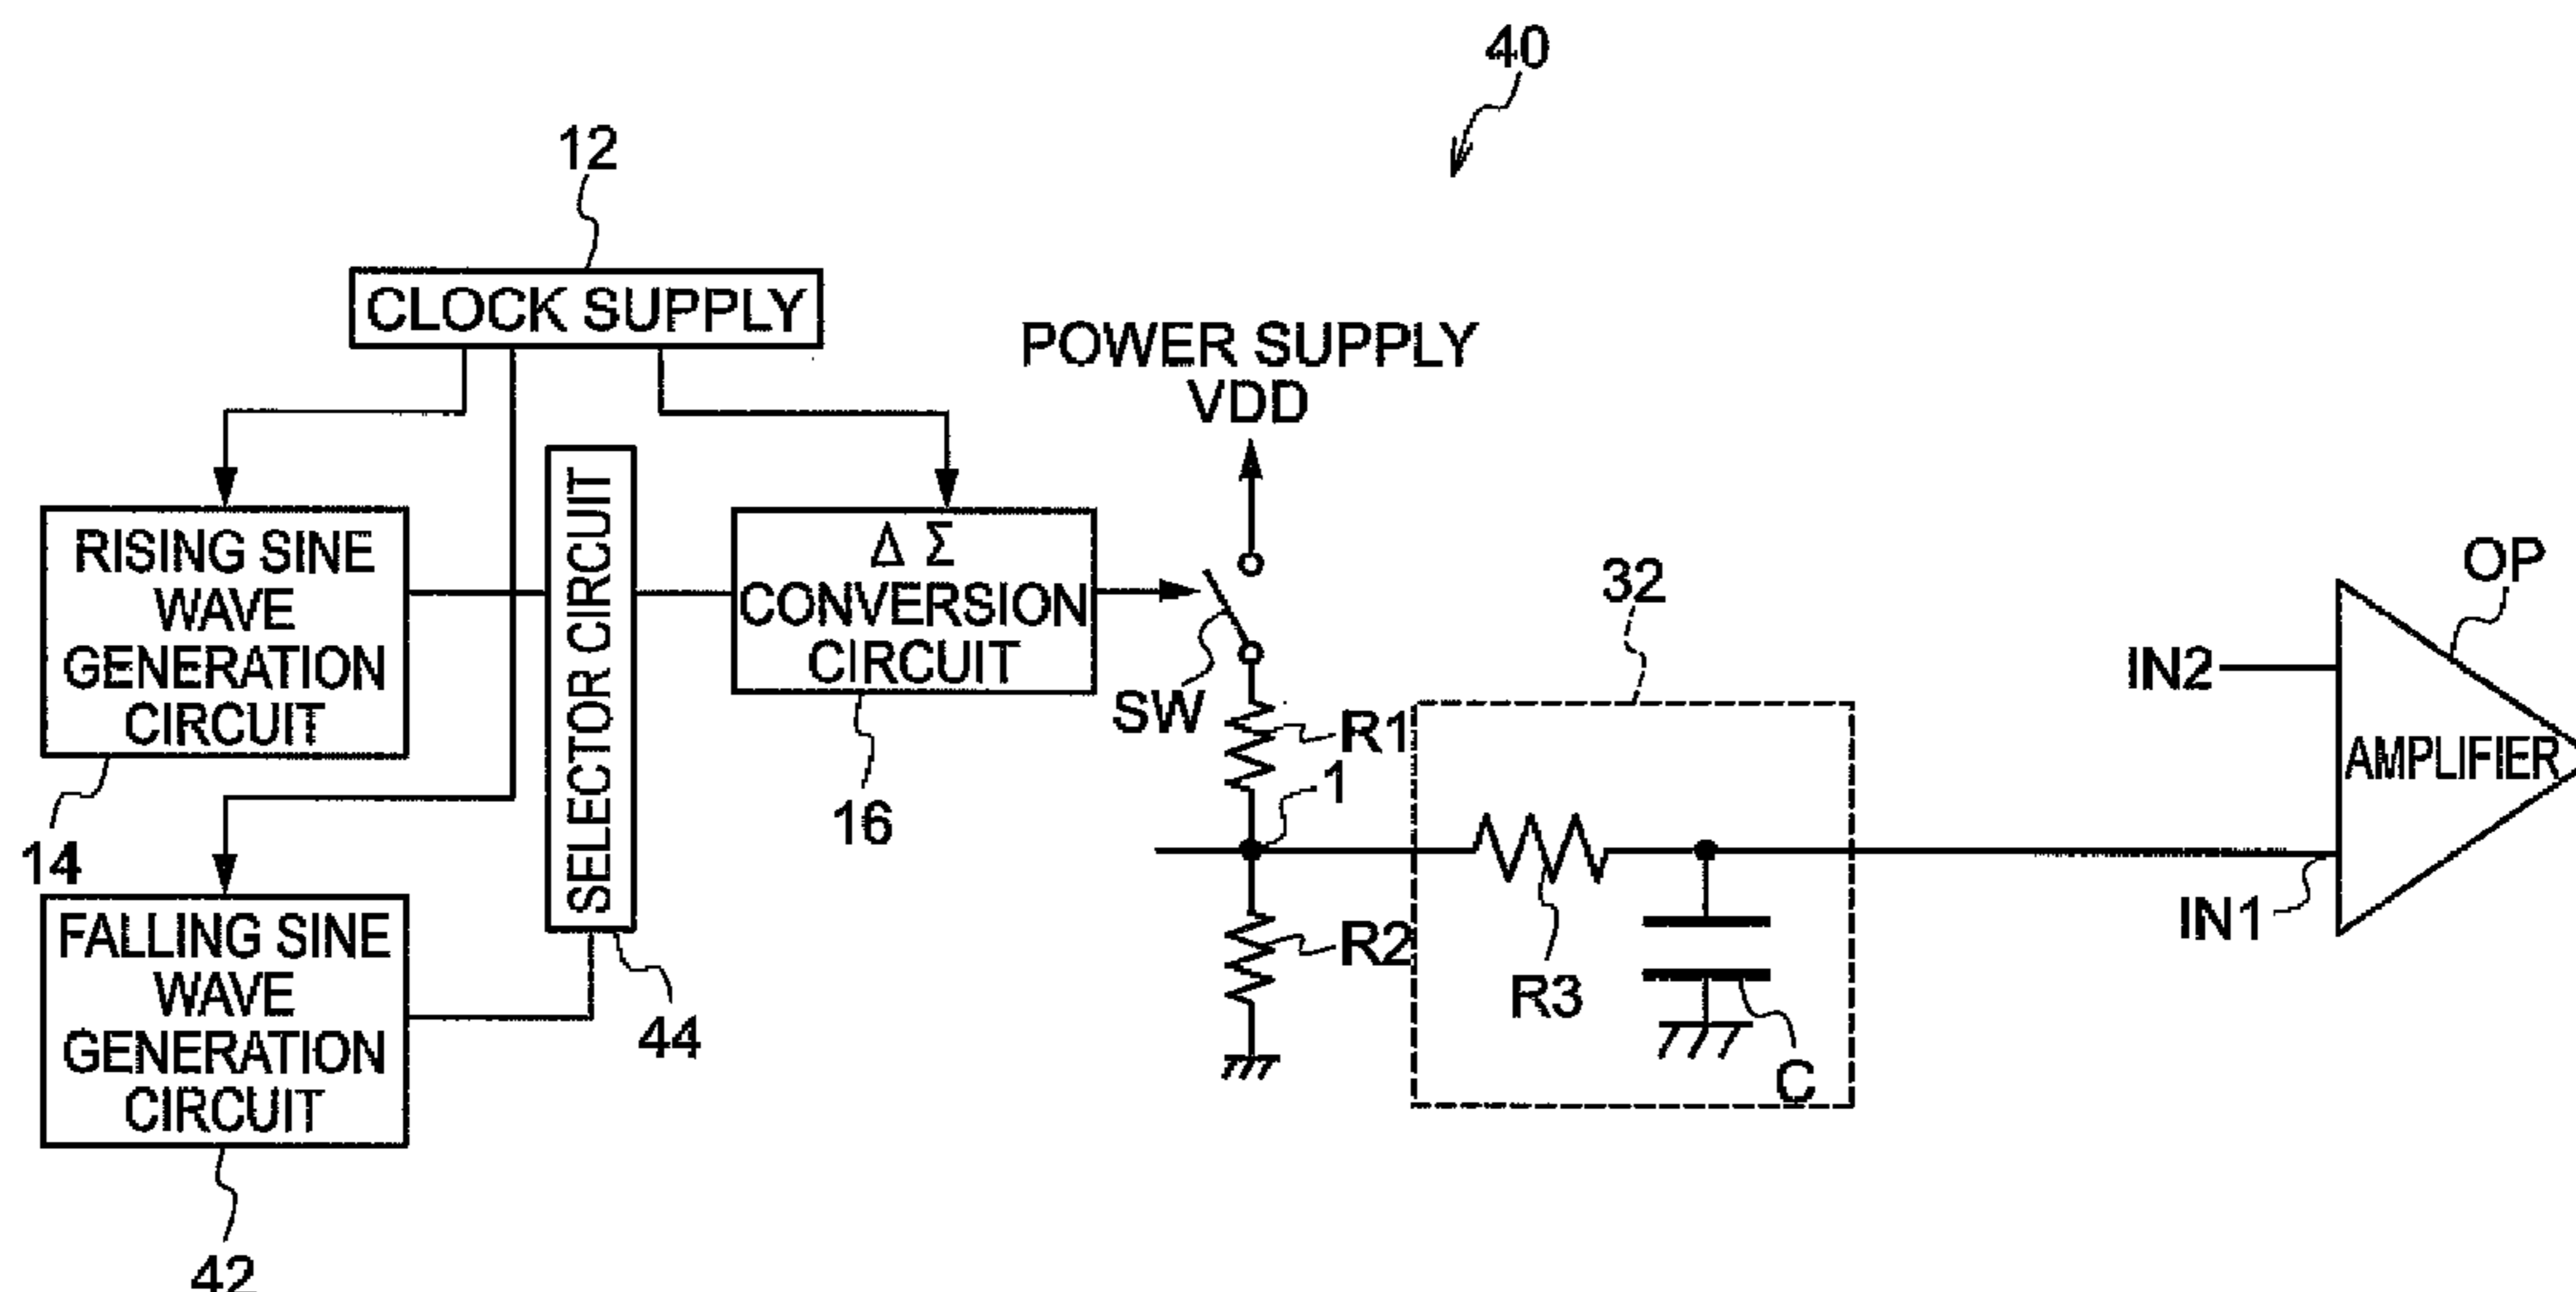 40
12
CLOCK SUPPLY
POWER SUPPLY
VDD
RISING SINE
WAVE
GENERATION
CIRCUIT
14
SELECTOR CIRCUIT
44
Δ Σ
CONVERSION
CIRCUIT
16
SW
R1
1
R2
32
R3
C
OP
IN2
AMPLIFIER
IN1
FALLING SINE
WAVE
GENERATION
CIRCUIT
42